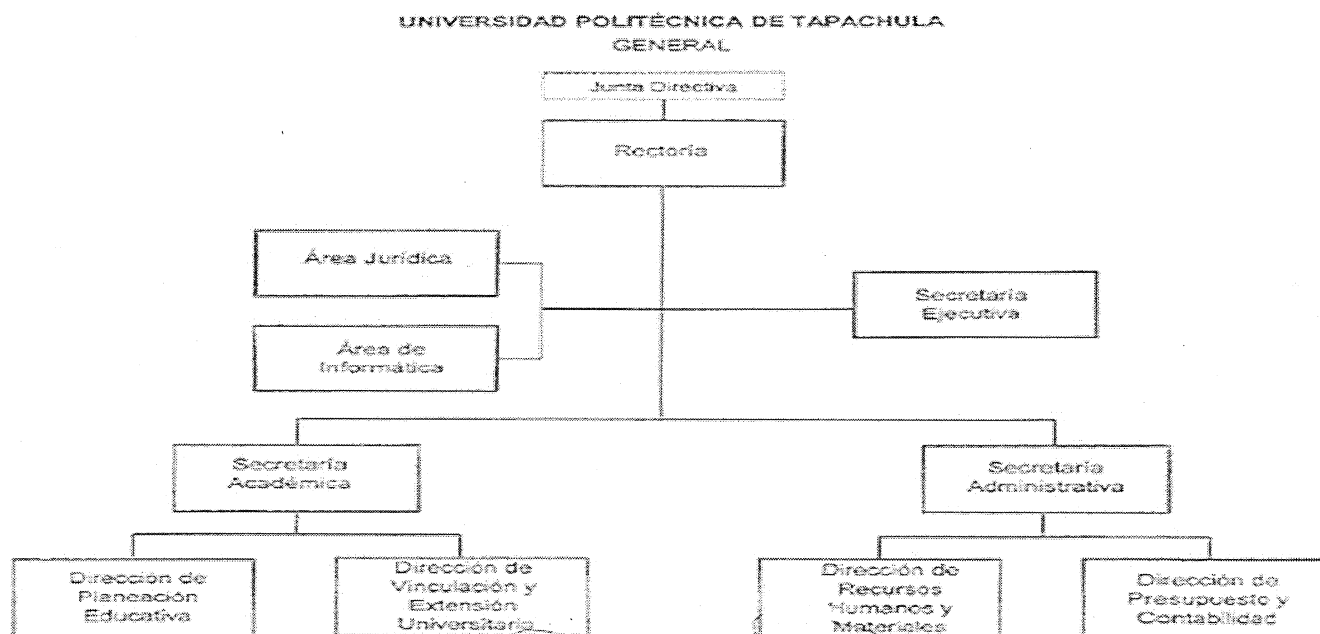 UNIVERSIDAD POLITÉCNICA DE TAPACHULA
GENERAL
Junta Directiva
Rectoría
Área Jurídica
Secretaría
Ejecutiva
Área de
Informática
Secretaría
Académica
Secretaría
Administrativa
Dirección de
Planeación
Educativa
Dirección de
Vinculación y
Extensión
Universitaria
Dirección de
Recursos
Humanos y
Materiales
Dirección de
Presupuesto y
Contabilidad